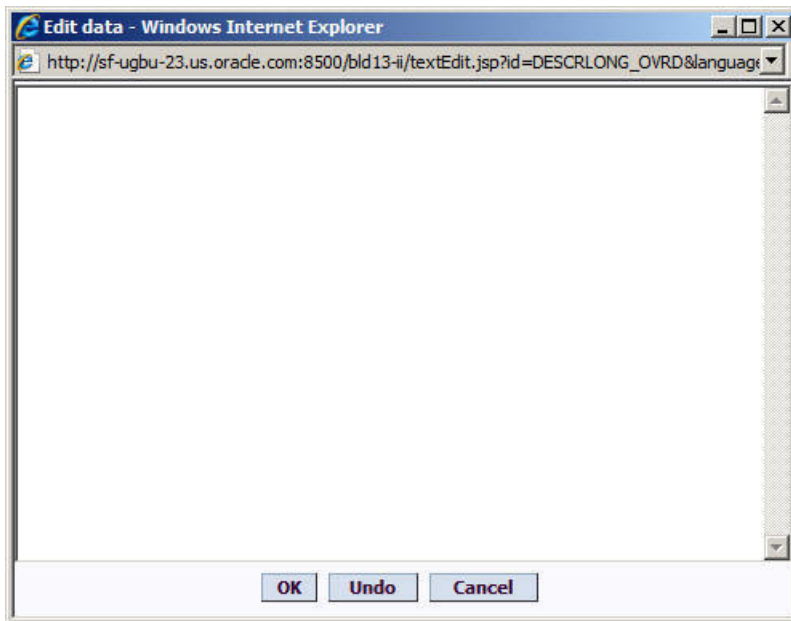 Edit data - Windows Internet Explorer
http://sf-ugbu-23.us.oracle.com:8500/bld13-ii/textEdit.jsp?id=DESCRLONG_OVRD&language
OK Undo Cancel